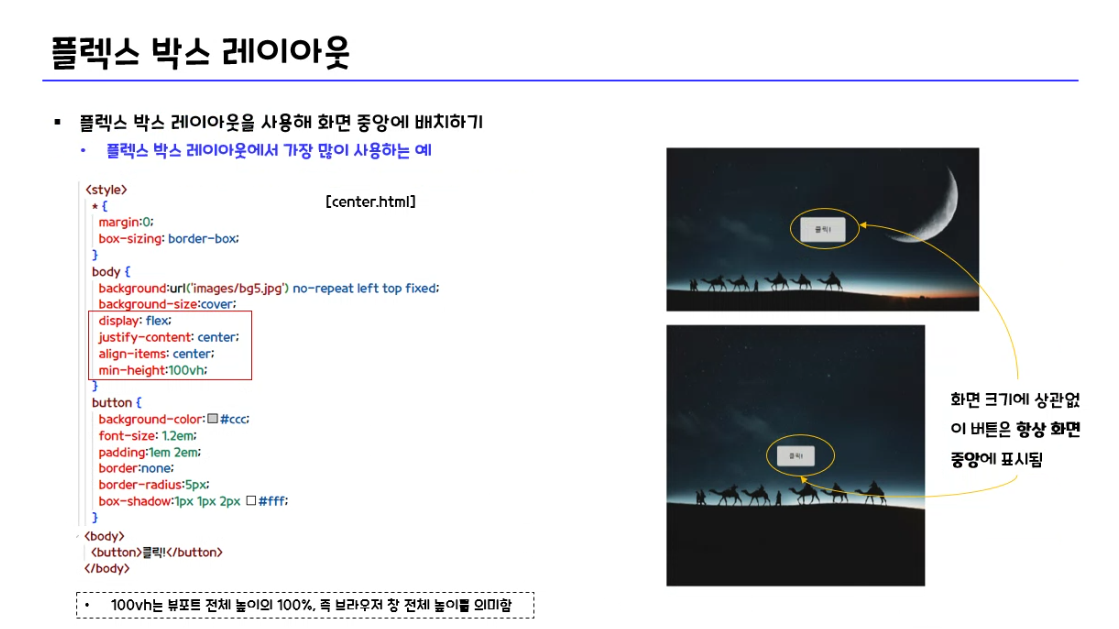 플렉스 박스 레이아웃
▪ 플렉스 박스 레이아웃을 사용해 화면 중앙에 배치하기
• 플렉스 박스 레이아웃에서 가장 많이 사용하는 예
[center.html]
<style>
* {
margin:0;
box-sizing: border-box;
}
body {
background:url('images/bg5.jpg') no-repeat left top fixed;
background-size:cover;
display: flex;
justify-content: center;
align-items: center;
min-height:100vh;
}
button {
background-color:#ccc;
font-size: 1.2em;
padding:1em 2em;
border:none;
border-radius:5px;
box-shadow:1px 1px 2px #fff;
}
<body>
<button>클릭!</button>
</body>
• 100vh는 뷰포트 전체 높이의 100%, 즉 브라우저 창 전체 높이를 의미함
클릭!
클릭!
화면 크기에 상관없
이 버튼은 항상 화면
중앙에 표시됨